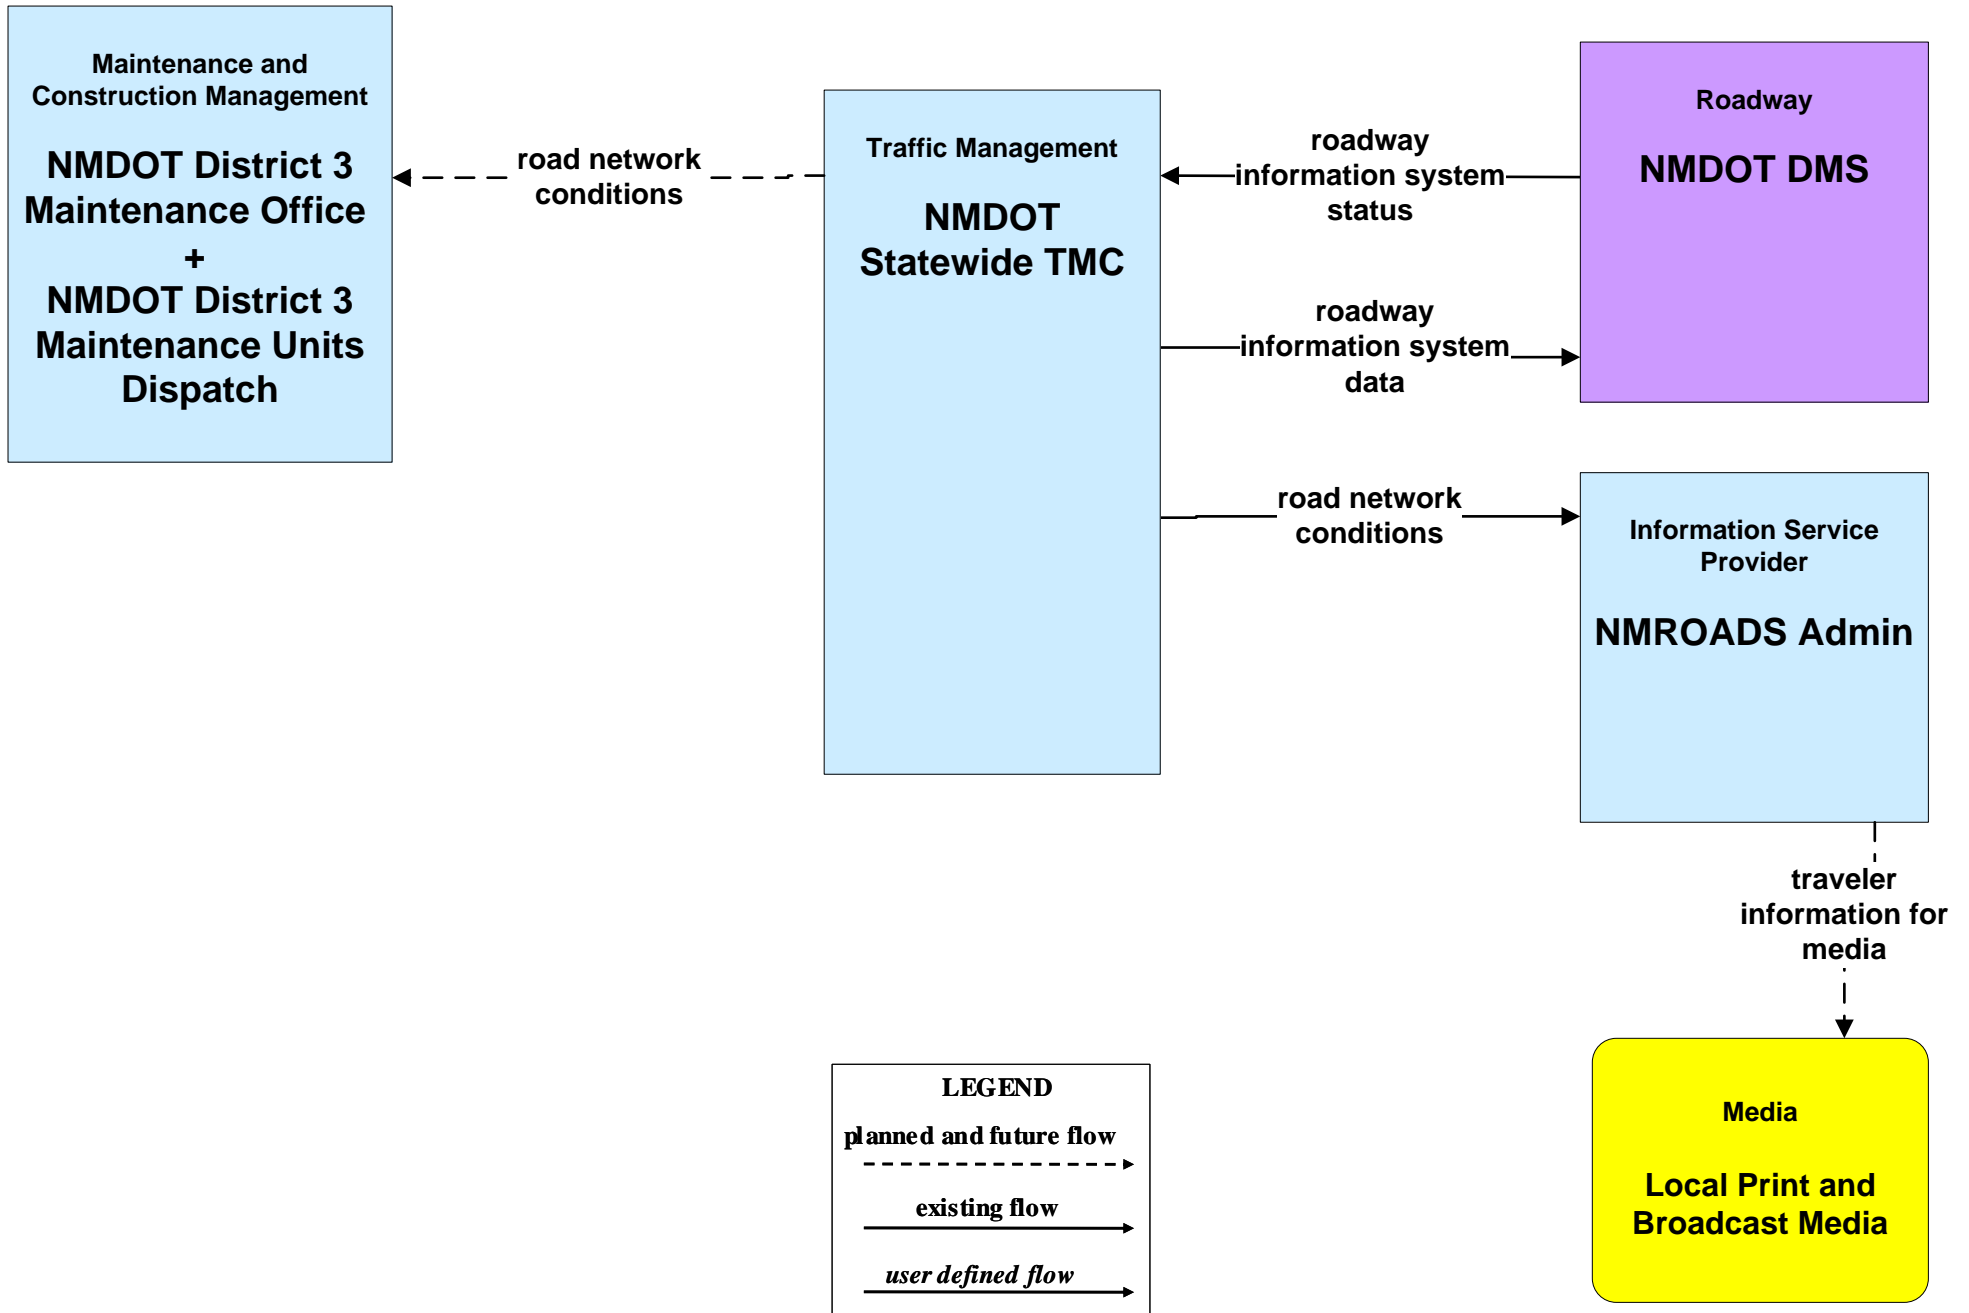 Maintenance and
Construction Management
NMDOT District 3
Maintenance Office
+
NMDOT District 3
Maintenance Units
Dispatch
road network
conditions
Traffic Management
NMDOT
Statewide TMC
roadway
information system
status
roadway
information system
data
road network
conditions
Roadway
NMDOT DMS
Information Service
Provider
NMROADS Admin
traveler
information for
media
Media
Local Print and
Broadcast Media
LEGEND
planned and future flow
existing flow
user defined flow